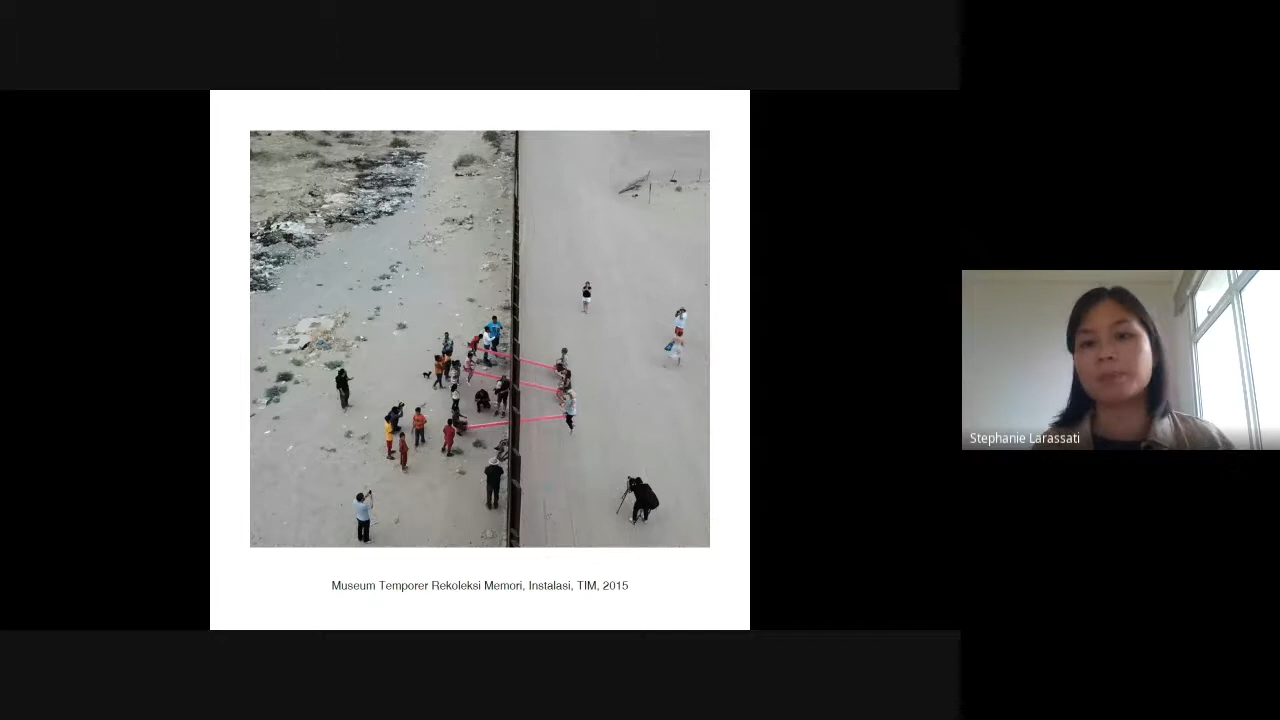 Museum Temporer Rekoleksi Memori, Instalasi, TIM, 2015
Stephanie Larassati